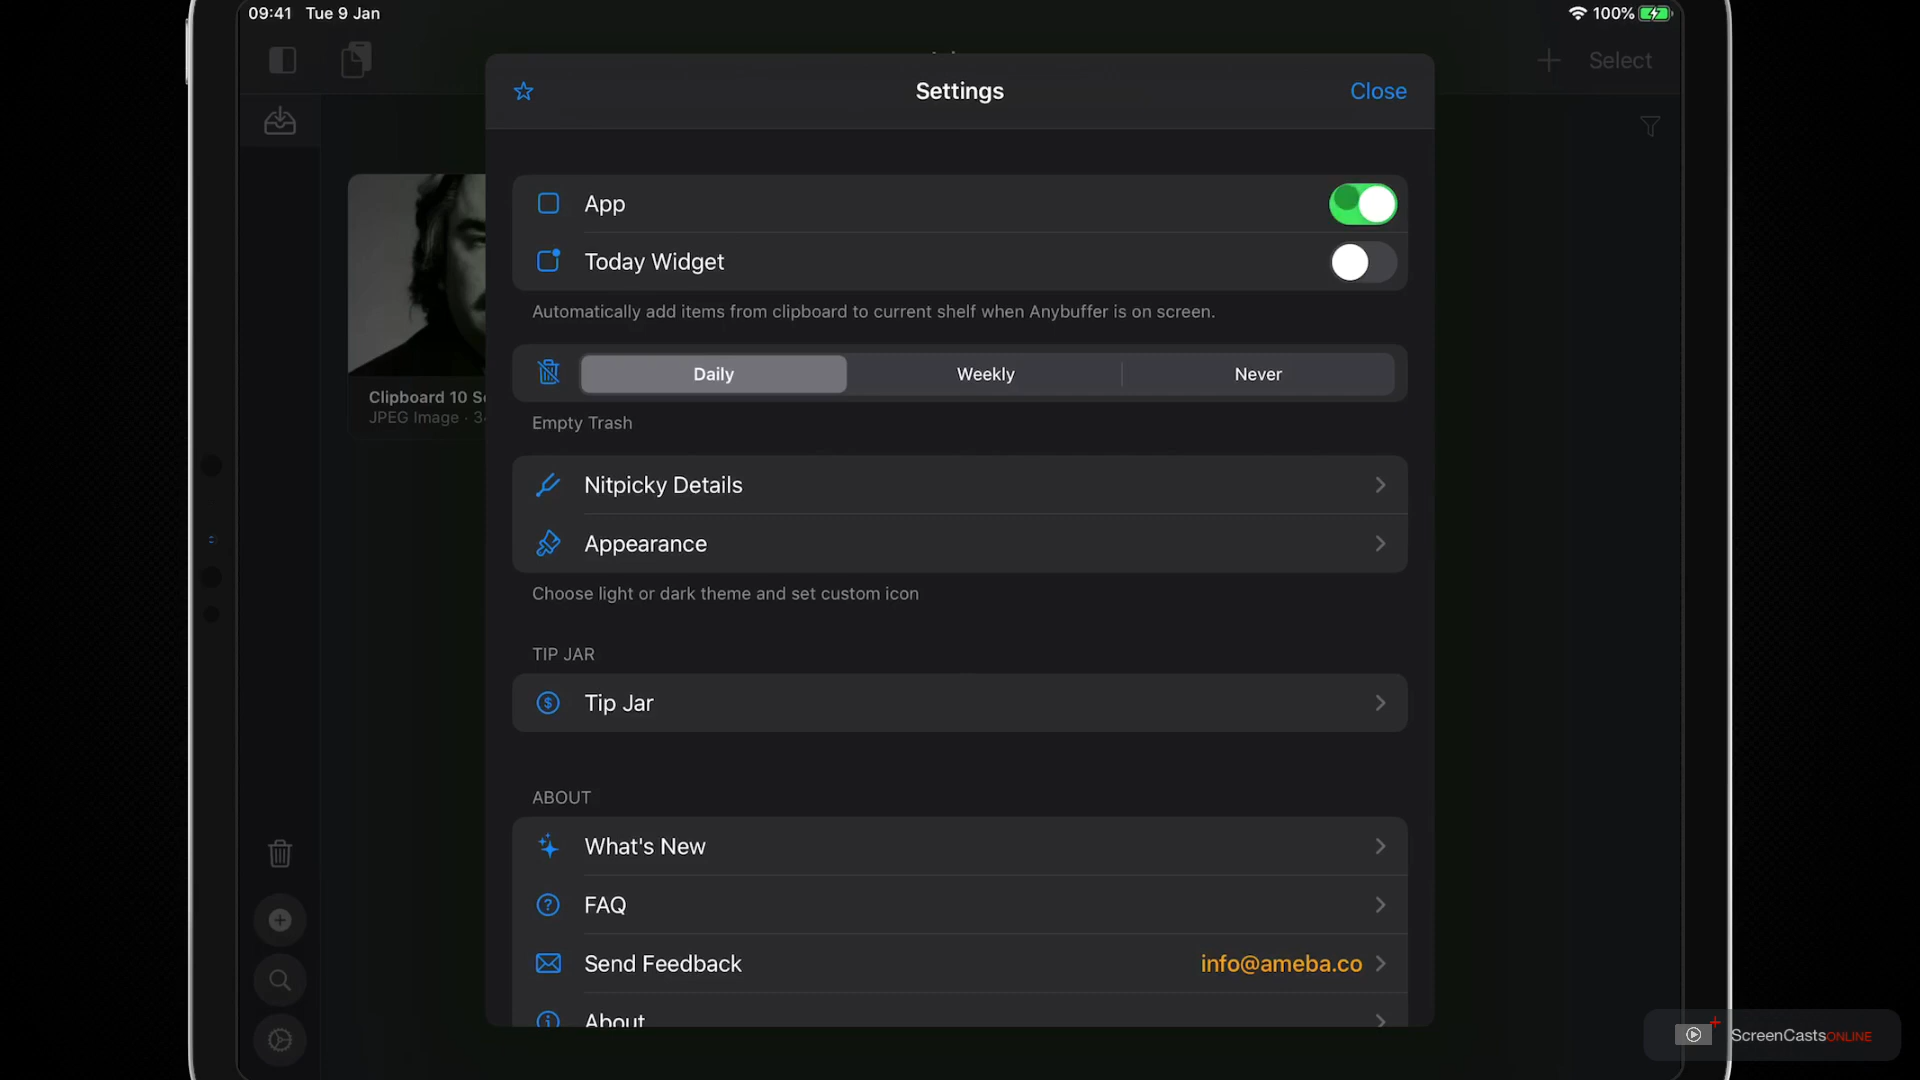 09:41 Tue 9 Jan
100%
Select
Settings
Close
App
Today Widget
Automatically add items from clipboard to current shelf when Anybuffer is on screen.
Daily
Weekly
Never
Clipboard 10 Se
JPEG Image · 3
Empty Trash
Nitpicky Details
Appearance
Choose light or dark theme and set custom icon
TIP JAR
Tip Jar
ABOUT
What's New
FAQ
Send Feedback
info@ameba.co
About
ScreenCastsONLINE